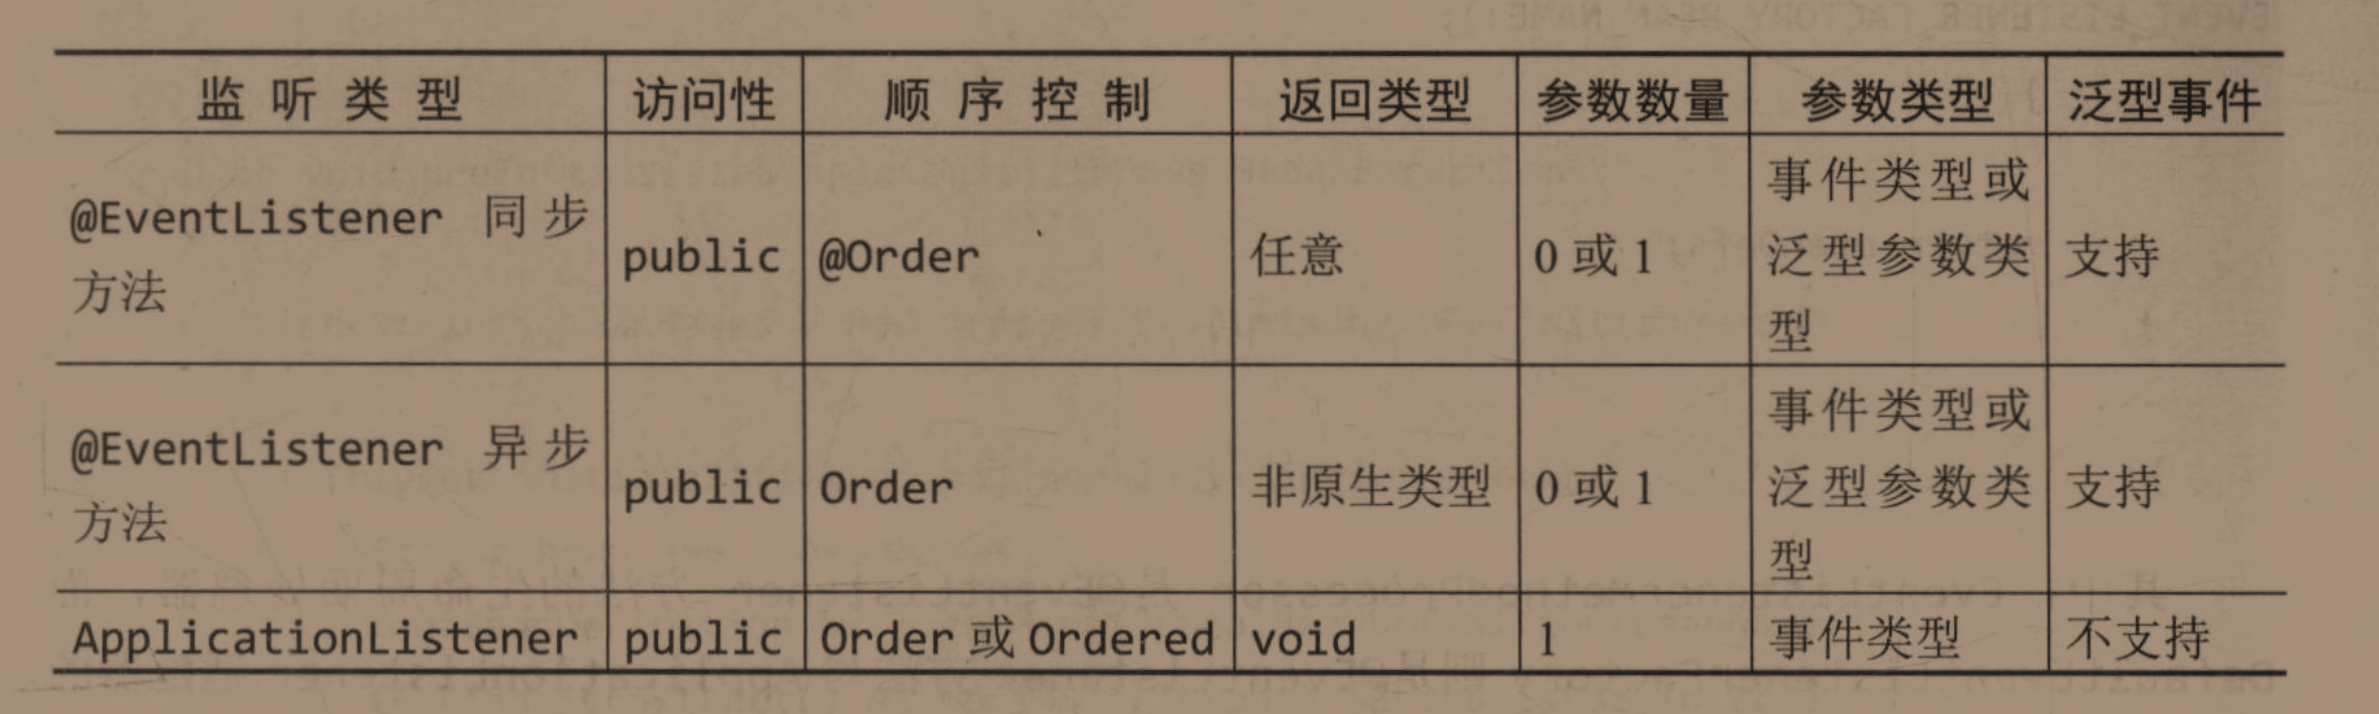 监听类型 访问性 顺序控制 返回类型 参数数量 参数类型 泛型事件
@EventListener 同步
方法
public
@Order
任意
0 或 1
事件类型或
泛型参数类
型
支持
@EventListener 异步
方法
public
Order
非原生类型
0 或 1
事件类型或
泛型参数类
型
支持
ApplicationListener public Order 或 Ordered void 1 事件类型 不支持